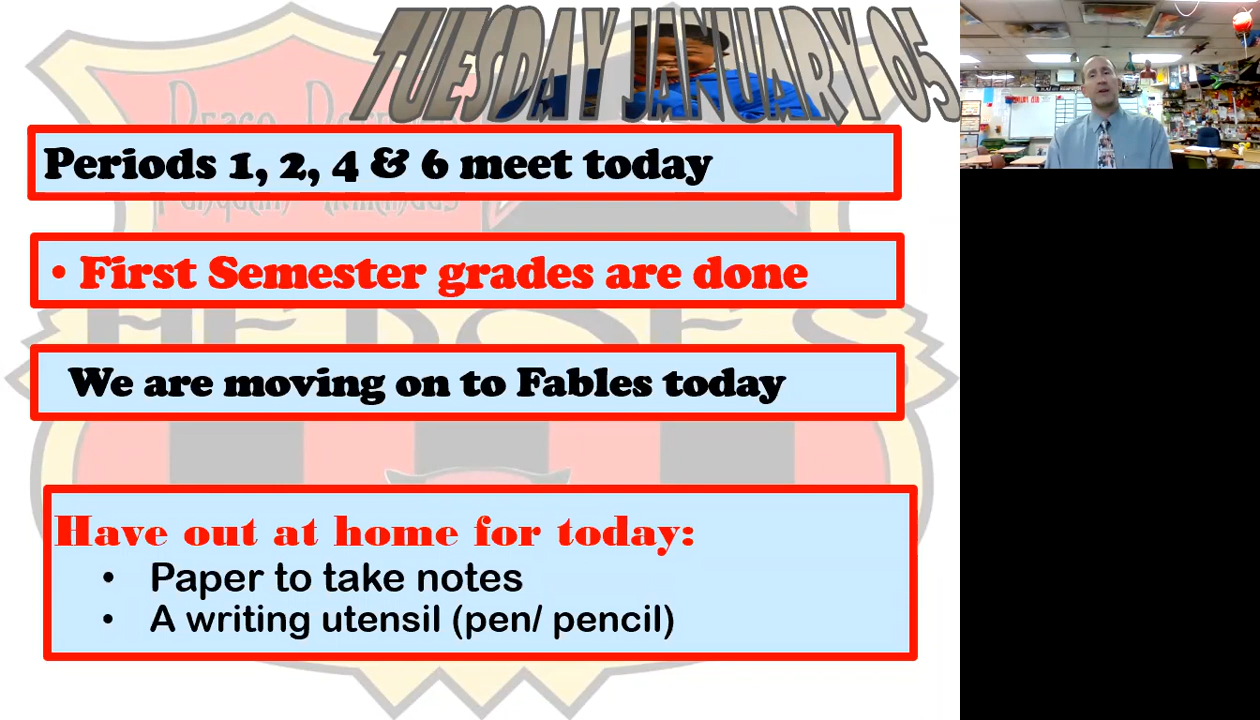 TUESDAY JANUARY 05
Periods 1, 2, 4 & 6 meet today
• First Semester grades are done
We are moving on to Fables today
HEROES
Have out at home for today:
• Paper to take notes
• A writing utensil (pen/ pencil)